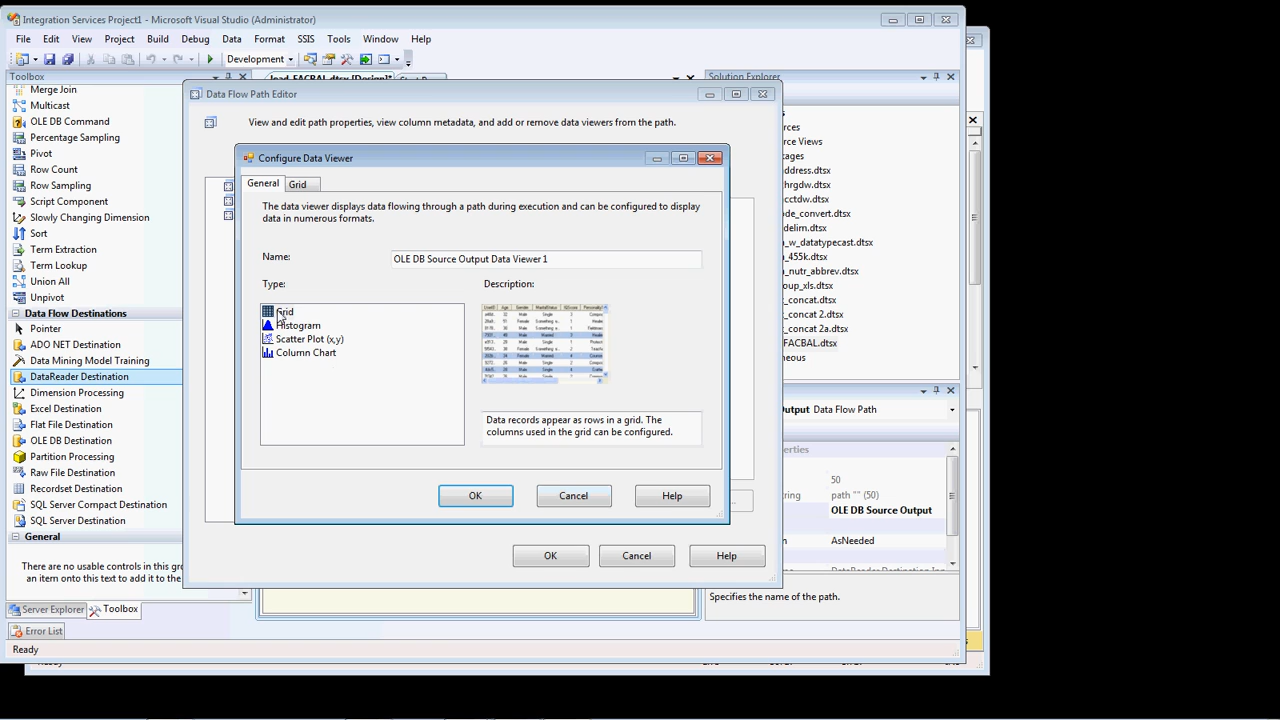 Integration Services Project1 - Microsoft Visual Studio (Administrator)
File Edit View Project Build Debug Data Format SSIS Tools Window Help
Development
Toolbox
Merge Join
Multicast
OLE DB Command
Percentage Sampling
Pivot
Row Count
Row Sampling
Script Component
Slowly Changing Dimension
Sort
Term Extraction
Term Lookup
Union All
Unpivot
Data Flow Destinations
Pointer
ADO NET Destination
Data Mining Model Training
DataReader Destination
Dimension Processing
Excel Destination
Flat File Destination
OLE DB Destination
Partition Processing
Raw File Destination
Recordset Destination
SQL Server Compact Destination
SQL Server Destination
General
There are no usable controls in this gro
an item onto this text to add it to the
Server Explorer Toolbox
Error List
Ready
load_FACBAL.dtsx [Design]*
Data Flow Path Editor
View and edit path properties, view column metadata, and add or remove data viewers from the path.
Configure Data Viewer
General Grid
The data viewer displays data flowing through a path during execution and can be configured to display
data in numerous formats.
Name: OLE DB Source Output Data Viewer 1
Type: Description:
Grid
Histogram
Scatter Plot (x,y)
Column Chart
Data records appear as rows in a grid. The
columns used in the grid can be configured.
OK Cancel Help
OK Cancel Help
Solution Explorer
rces
rce Views
ages
address.dtsx
hrgdw.dtsx
cctdw.dtsx
ode_convert.dtsx
delim.dtsx
_w_datatypecast.dtsx
_455k.dtsx
_nutr_abbrev.dtsx
oup_xls.dtsx
_concat.dtsx
_concat 2.dtsx
_concat 2a.dtsx
FACBAL.dtsx
neous
Output Data Flow Path
erties
50
ring path "" (50)
OLE DB Source Output
n AsNeeded
Specifies the name of the path.